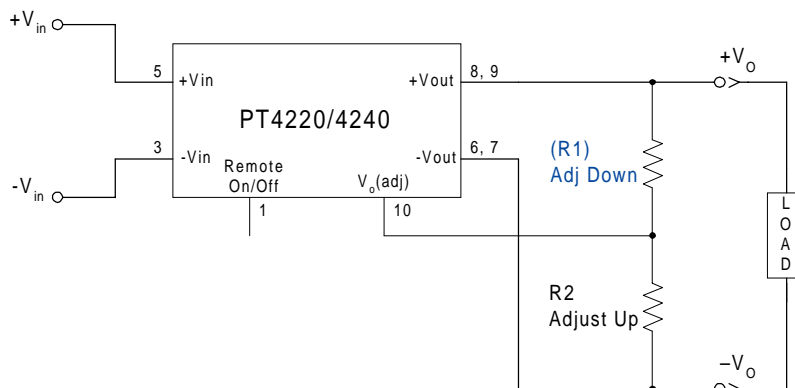 +Vin
5
+Vin
+Vout
8, 9
+VO
PT4220/4240
3
-Vin
-Vout
6, 7
(R1)
Adj Down
Remote
On/Off
Vo(adj)
-Vin
1
10
L
O
A
D
R2
Adjust Up
–VO